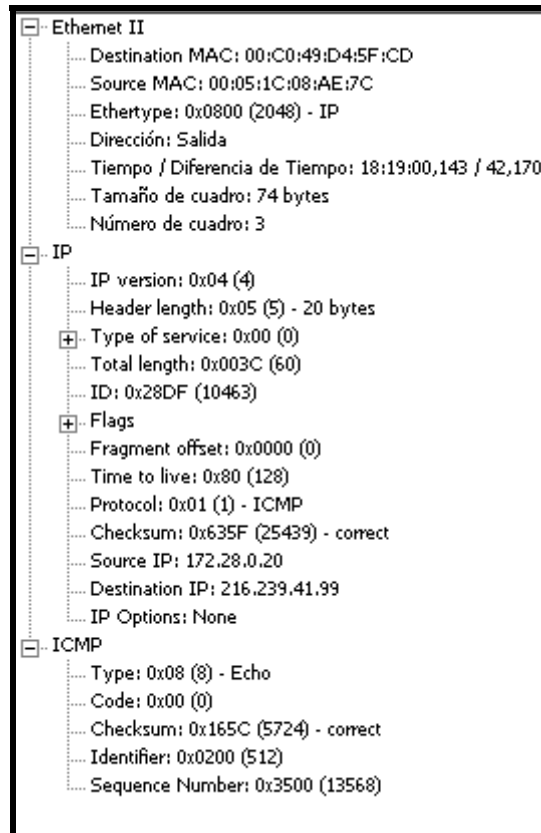 Ethernet II
Destination MAC: 00:C0:49:D4:5F:CD
Source MAC: 00:05:1C:08:AE:7C
Ethertype: 0x0800 (2048) - IP
Dirección: Salida
Tiempo / Diferencia de Tiempo: 18:19:00,143 / 42,170
Tamaño de cuadro: 74 bytes
Número de cuadro: 3
IP
IP version: 0x04 (4)
Header length: 0x05 (5) - 20 bytes
Type of service: 0x00 (0)
Total length: 0x003C (60)
ID: 0x28DF (10463)
Flags
Fragment offset: 0x0000 (0)
Time to live: 0x80 (128)
Protocol: 0x01 (1) - ICMP
Checksum: 0x635F (25439) - correct
Source IP: 172.28.0.20
Destination IP: 216.239.41.99
IP Options: None
ICMP
Type: 0x08 (8) - Echo
Code: 0x00 (0)
Checksum: 0x165C (5724) - correct
Identifier: 0x0200 (512)
Sequence Number: 0x3500 (13568)